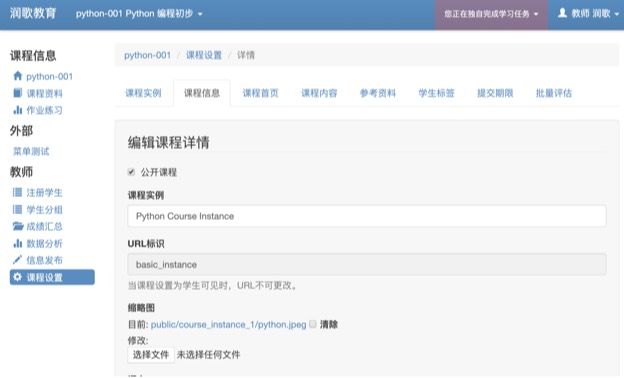 润歌教育 python-001 Python 编程初步 您正在独自完成学习任务 教师 润歌
课程信息
python-001
课程资料
作业练习
外部
菜单测试
教师
注册学生
学生分组
成绩汇总
数据分析
信息发布
课程设置
python-001 / 课程设置 / 详情
课程实例 课程信息 课程首页 课程内容 参考资料 学生标签 提交期限 批量评估
编辑课程详情
公开课程
课程实例
Python Course Instance
URL标识
basic_instance
当课程设置为学生可见时，URL不可更改。
缩略图
目前: public/course_instance_1/python.jpeg 清除
修改:
选择文件 未选择任何文件